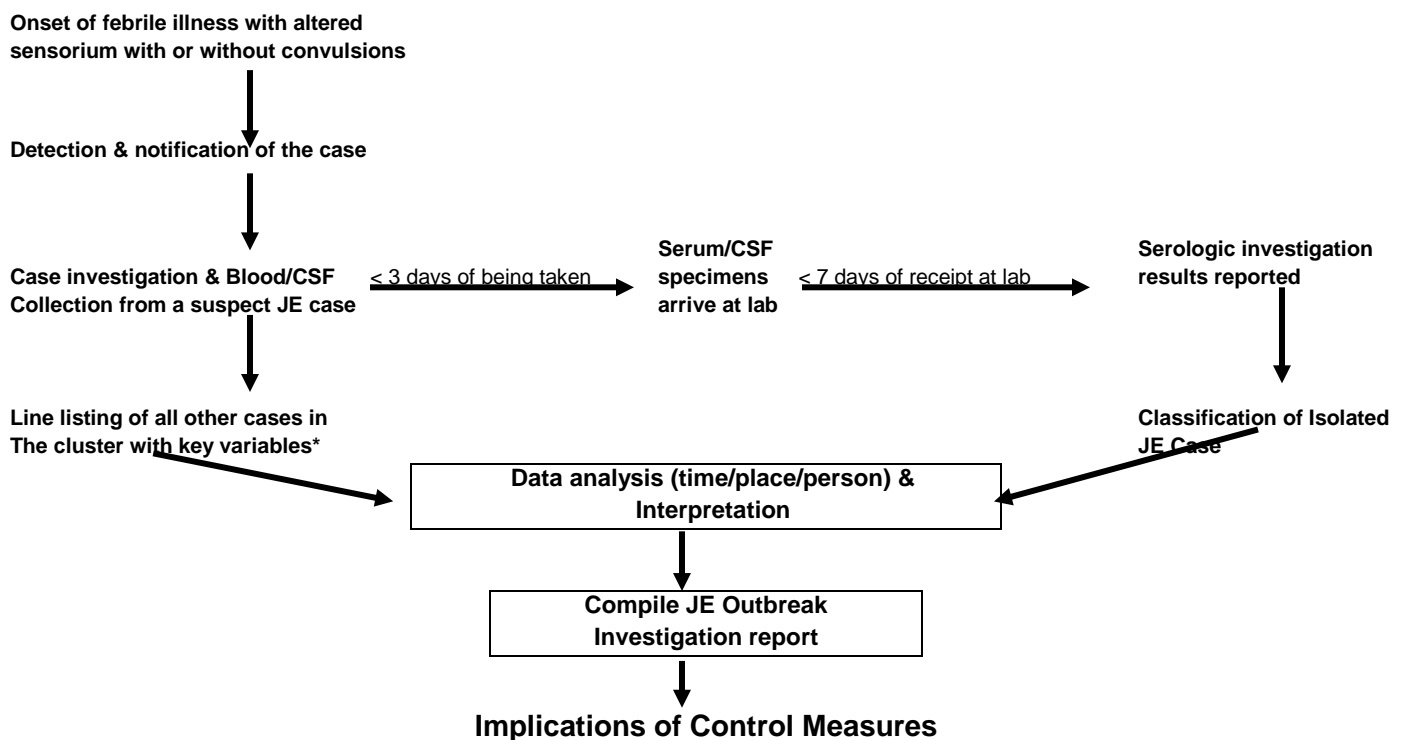 Onset of febrile illness with altered
sensorium with or without convulsions
Detection & notification of the case
Case investigation & Blood/CSF
Collection from a suspect JE case
< 3 days of being taken
Serum/CSF
specimens
arrive at lab
< 7 days of receipt at lab
Serologic investigation
results reported
Line listing of all other cases in
The cluster with key variables*
Classification of Isolated
JE Case
Data analysis (time/place/person) &
Interpretation
Compile JE Outbreak
Investigation report
Implications of Control Measures